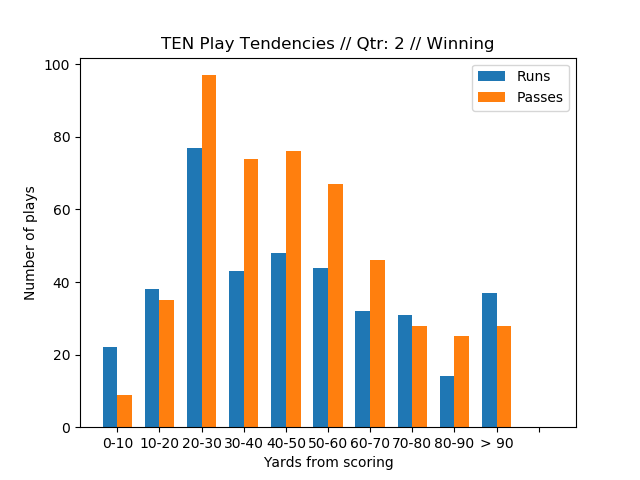 TEN Play Tendencies // Qtr: 2 // Winning
Runs
Passes
Number of plays
100
80
60
40
20
0
0-10 10-20 20-30 30-40 40-50 50-60 60-70 70-80 80-90 > 90
Yards from scoring